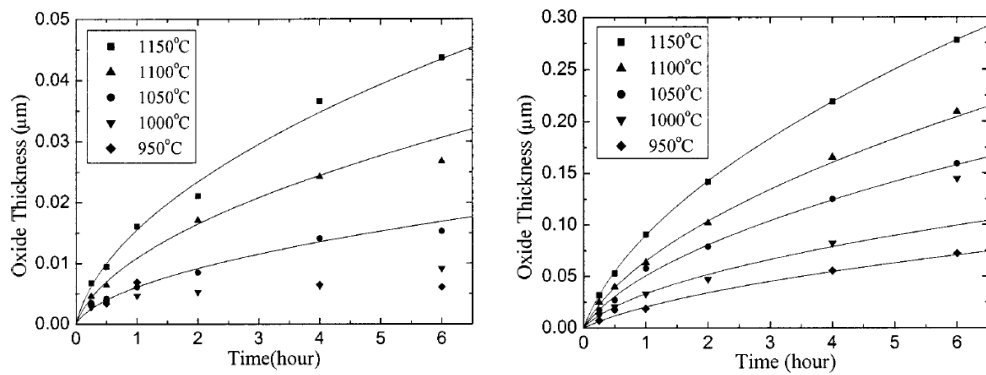 0.05
0.04
0.03
0.02
0.01
0.00
Oxide Thickness (μm)
1150°C
1100°C
1050°C
1000°C
950°C
0 1 2 3 4 5 6
Time(hour)
0.30
0.25
0.20
0.15
0.10
0.05
0.00
Oxide Thickness (μm)
1150°C
1100°C
1050°C
1000°C
950°C
0 1 2 3 4 5 6
Time (hour)